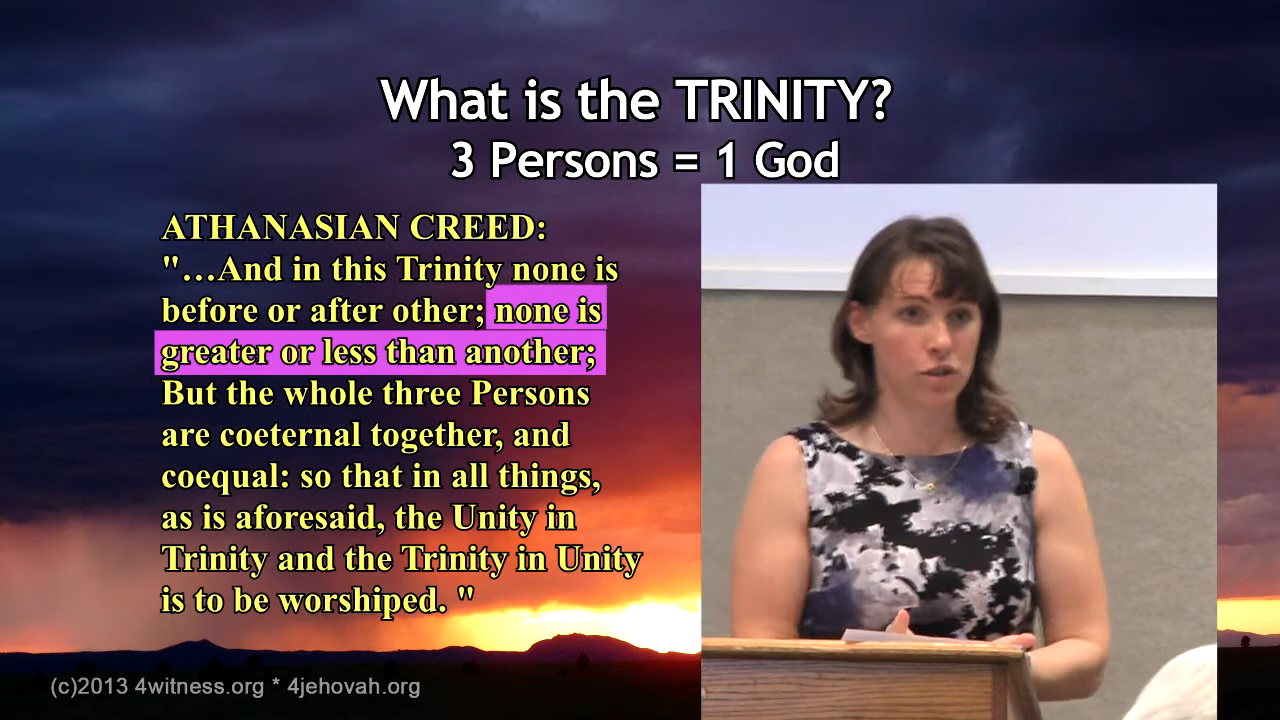 What is the TRINITY?
3 Persons = 1 God
ATHANASIAN CREED:
"…And in this Trinity none is
before or after other; none is
greater or less than another;
But the whole three Persons
are coeternal together, and
coequal: so that in all things,
as is aforesaid, the Unity in
Trinity and the Trinity in Unity
is to be worshiped. "
(c)2013 4witness.org * 4jehovah.org